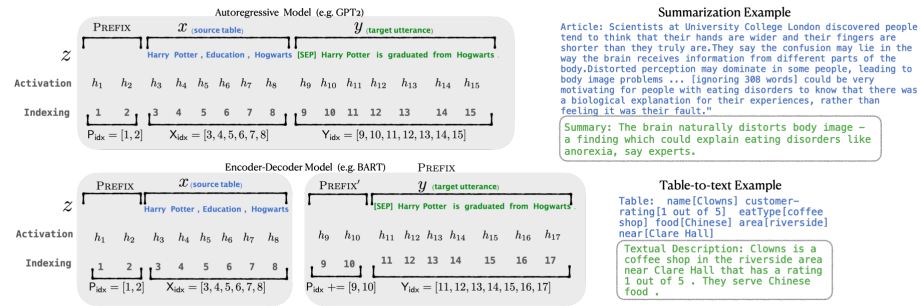 Autoregressive Model (e.g. GPT2)
PREFIX x (source table) y (target utterance)
z Harry Potter , Education , Hogwarts [SEP] Harry Potter is graduated from Hogwarts .
Activation h1 h2 h3 h4 h5 h6 h7 h8 h9 h10 h11 h12 h13 h14 h15
Indexing 1 2 3 4 5 6 7 8 9 10 11 12 13 14 15
Pidx = [1, 2] Xidx = [3, 4, 5, 6, 7, 8] Yidx = [9, 10, 11, 12, 13, 14, 15]
Encoder-Decoder Model (e.g. BART) PREFIX
PREFIX x (source table) PREFIX′ y (target utterance)
z Harry Potter , Education , Hogwarts [SEP] Harry Potter is graduated from Hogwarts .
Activation h1 h2 h3 h4 h5 h6 h7 h8 h9 h10 h11 h12 h13 h14 h15 h16 h17
Indexing 1 2 3 4 5 6 7 8 9 10 11 12 13 14 15 16 17
Pidx = [1, 2] Xidx = [3, 4, 5, 6, 7, 8] Pidx += [9, 10] Yidx = [11, 12, 13, 14, 15, 16, 17]
Summarization Example
Article: Scientists at University College London discovered people
tend to think that their hands are wider and their fingers are
shorter than they truly are.They say the confusion may lie in the
way the brain receives information from different parts of the
body.Distorted perception may dominate in some people, leading to
body image problems ... [ignoring 308 words] could be very
motivating for people with eating disorders to know that there was
a biological explanation for their experiences, rather than
feeling it was their fault."
Summary: The brain naturally distorts body image –
a finding which could explain eating disorders like
anorexia, say experts.
Table-to-text Example
Table: name[Clowns] customer-
rating[1 out of 5] eatType[coffee
shop] food[Chinese] area[riverside]
near[Clare Hall]
Textual Description: Clowns is a
coffee shop in the riverside area
near Clare Hall that has a rating
1 out of 5 . They serve Chinese
food .